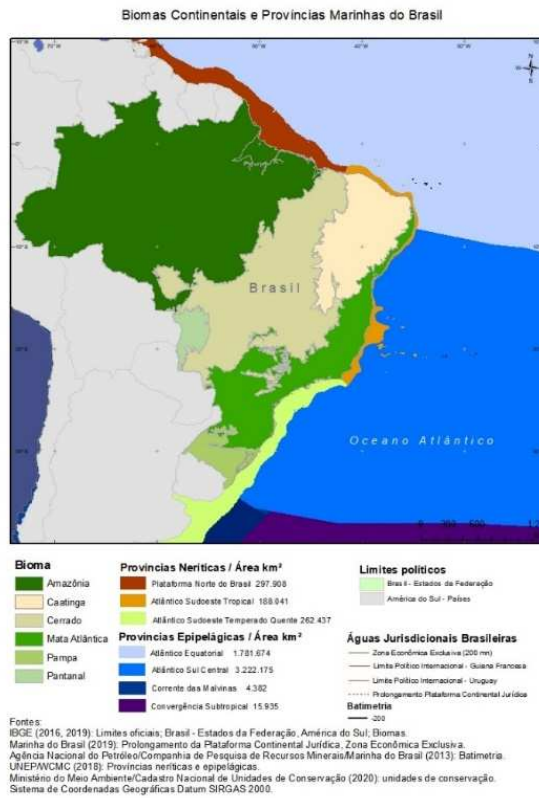 Biomas Continentais e Províncias Marinhas do Brasil
Brasil
Oceano Atlântico
Bioma
Amazônia
Caatinga
Cerrado
Mata Atlântica
Pampa
Pantanal
Províncias Neríticas / Área km²
Plataforma Norte do Brasil 297.908
Atlântico Sudoeste Tropical 188.041
Atlântico Sudoeste Temperado Quente 262.437
Províncias Epipelágicas / Área km²
Atlântico Equatorial 1.781.674
Atlântico Sul Central 3.222.175
Corrente das Malvinas 4.382
Convergência Subtropical 15.935
Limites políticos
Brasil - Estados da Federação
América do Sul - Países
Águas Jurisdicionais Brasileiras
Zona Econômica Exclusiva (200 mn)
Limite Político Internacional - Guiana Francesa
Limite Político Internacional - Uruguay
Prolongamento Plataforma Continental Jurídica
Batimetria
-200
Fontes:
IBGE (2016, 2019): Limites oficiais; Brasil - Estados da Federação, América do Sul; Biomas.
Marinha do Brasil (2019): Prolongamento da Plataforma Continental Jurídica, Zona Econômica Exclusiva.
Agência Nacional do Petróleo/Companhia de Pesquisa de Recursos Minerais/Marinha do Brasil (2013): Batimetria.
UNEP/WCMC (2018): Províncias neríticas e epipelágicas.
Ministério do Meio Ambiente/Cadastro Nacional de Unidades de Conservação (2020): unidades de conservação.
Sistema de Coordenadas Geográficas Datum SIRGAS 2000.